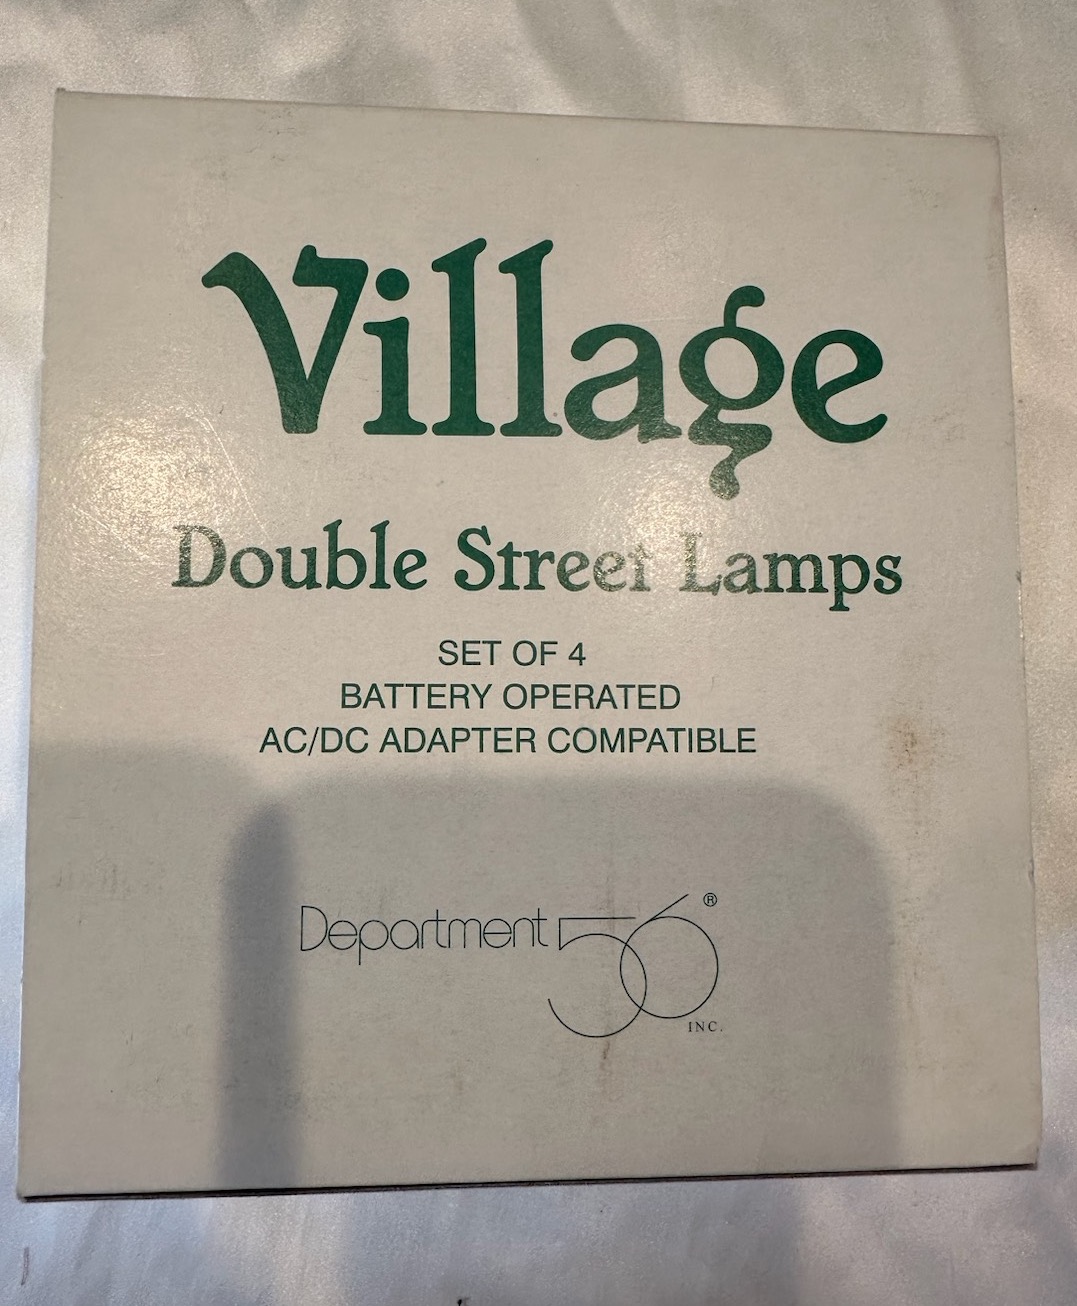 Village
Double Street Lamps
SET OF 4
BATTERY OPERATED
AC/DC ADAPTER COMPATIBLE
Department 56®
INC.